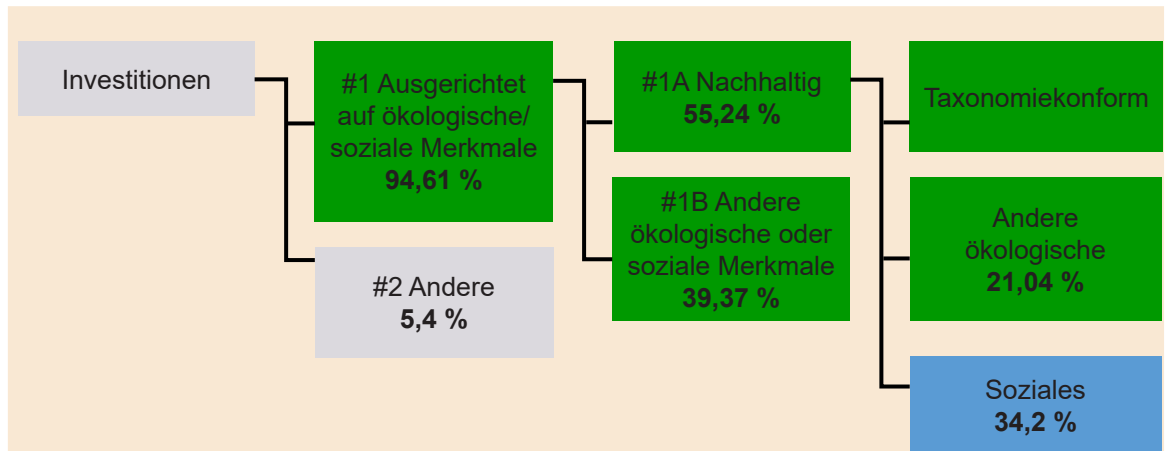 Investitionen
#1 Ausgerichtet
auf ökologische/
soziale Merkmale
94,61 %
#2 Andere
5,4 %
#1A Nachhaltig
55,24 %
#1B Andere
ökologische oder
soziale Merkmale
39,37 %
Taxonomiekonform
Andere
ökologische
21,04 %
Soziales
34,2 %